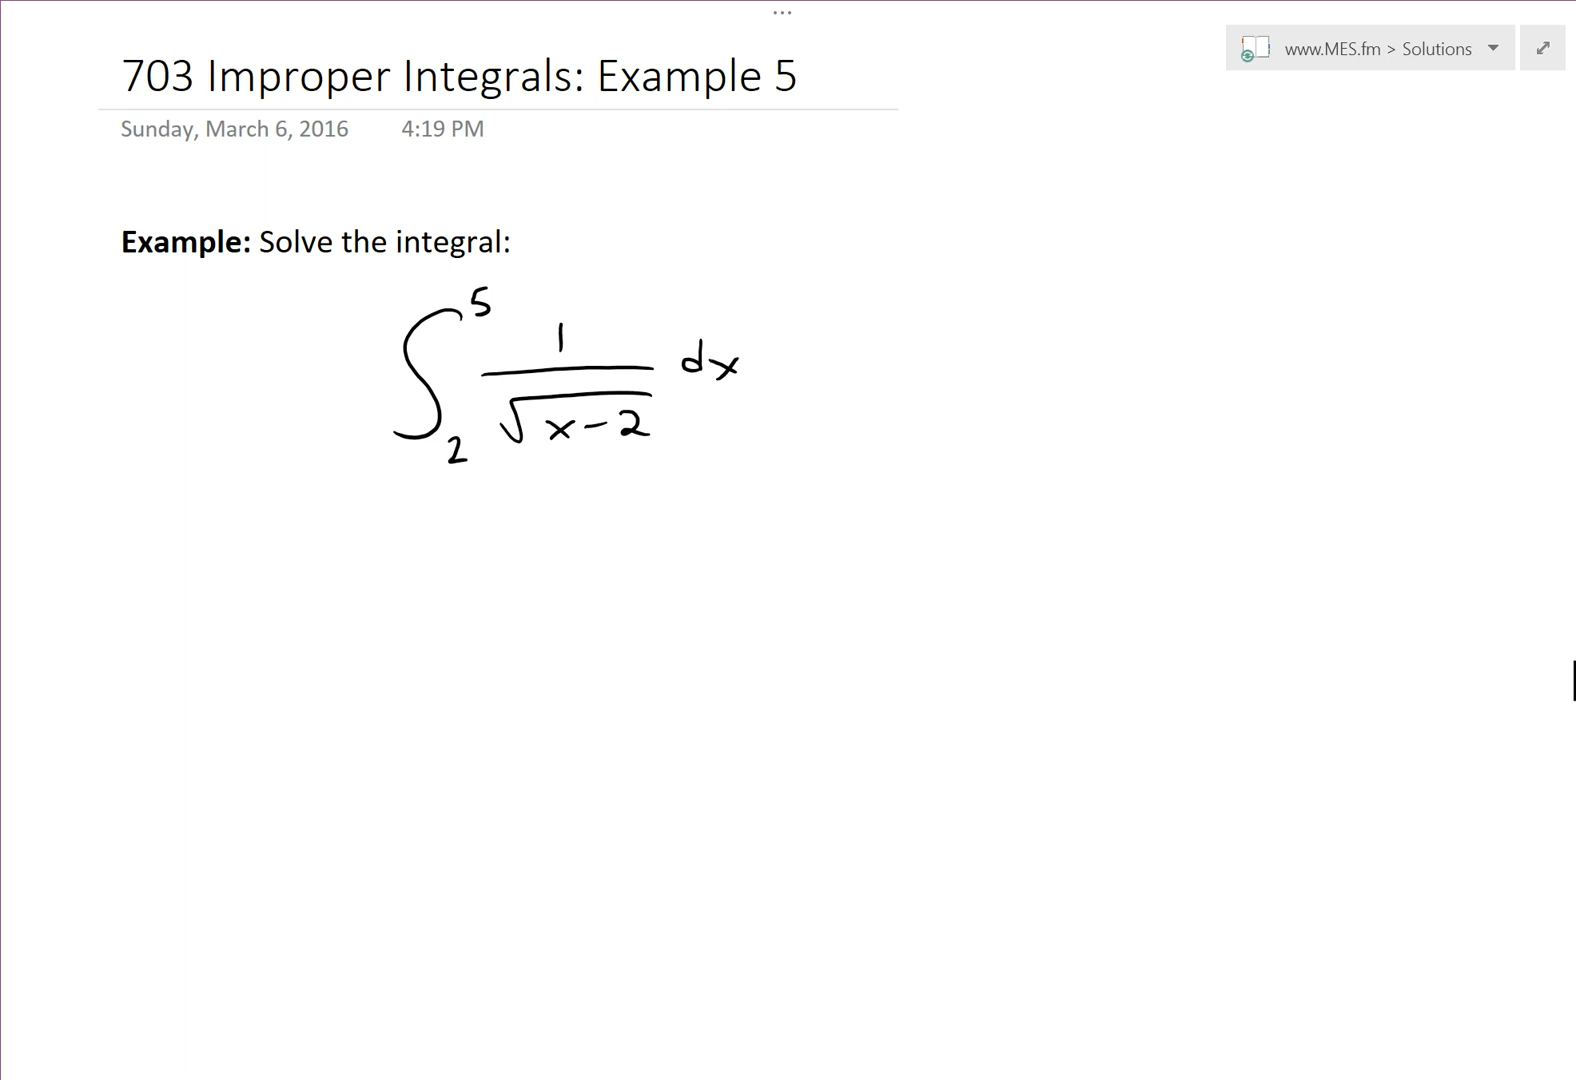 ...
www.MES.fm > Solutions
703 Improper Integrals: Example 5
Sunday, March 6, 2016 4:19 PM
Example: Solve the integral:
∫₂⁵ 1/√(x-2) dx